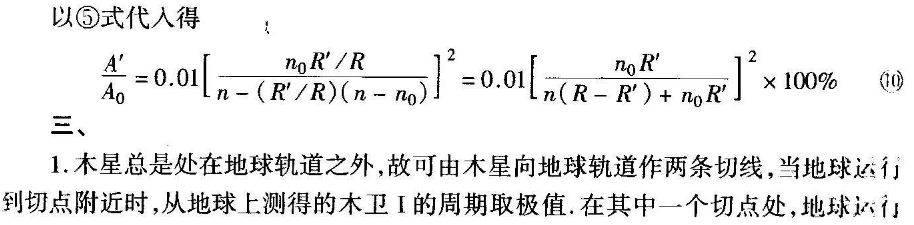 以⑤式代入得
A′/A₀ = 0.01[ (n₀R′/R) / (n − (R′/R)(n − n₀)) ]² = 0.01[ n₀R′ / (n(R − R′) + n₀R′) ]² × 100% ⑩
三、
1.木星总是处在地球轨道之外,故可由木星向地球轨道作两条切线,当地球运行
到切点附近时,从地球上测得的木卫Ⅰ的周期取极值.在其中一个切点处,地球运行